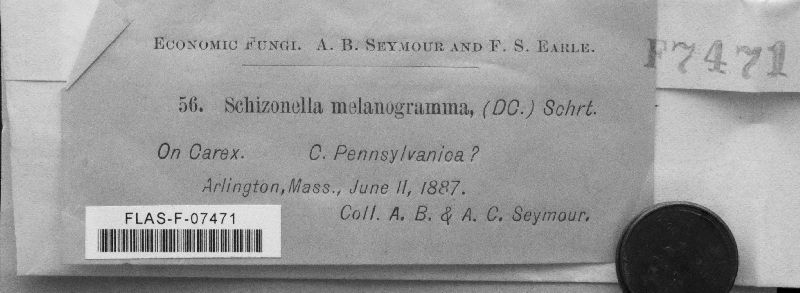 Economic Fungi. A. B. Seymour and F. S. Earle.
F7471
56. Schizonella melanogramma, (DC.) Schrt.
On Carex. C. Pennsylvanica?
Arlington, Mass., June 11, 1887.
Coll. A. B. & A. C. Seymour.
FLAS-F-07471